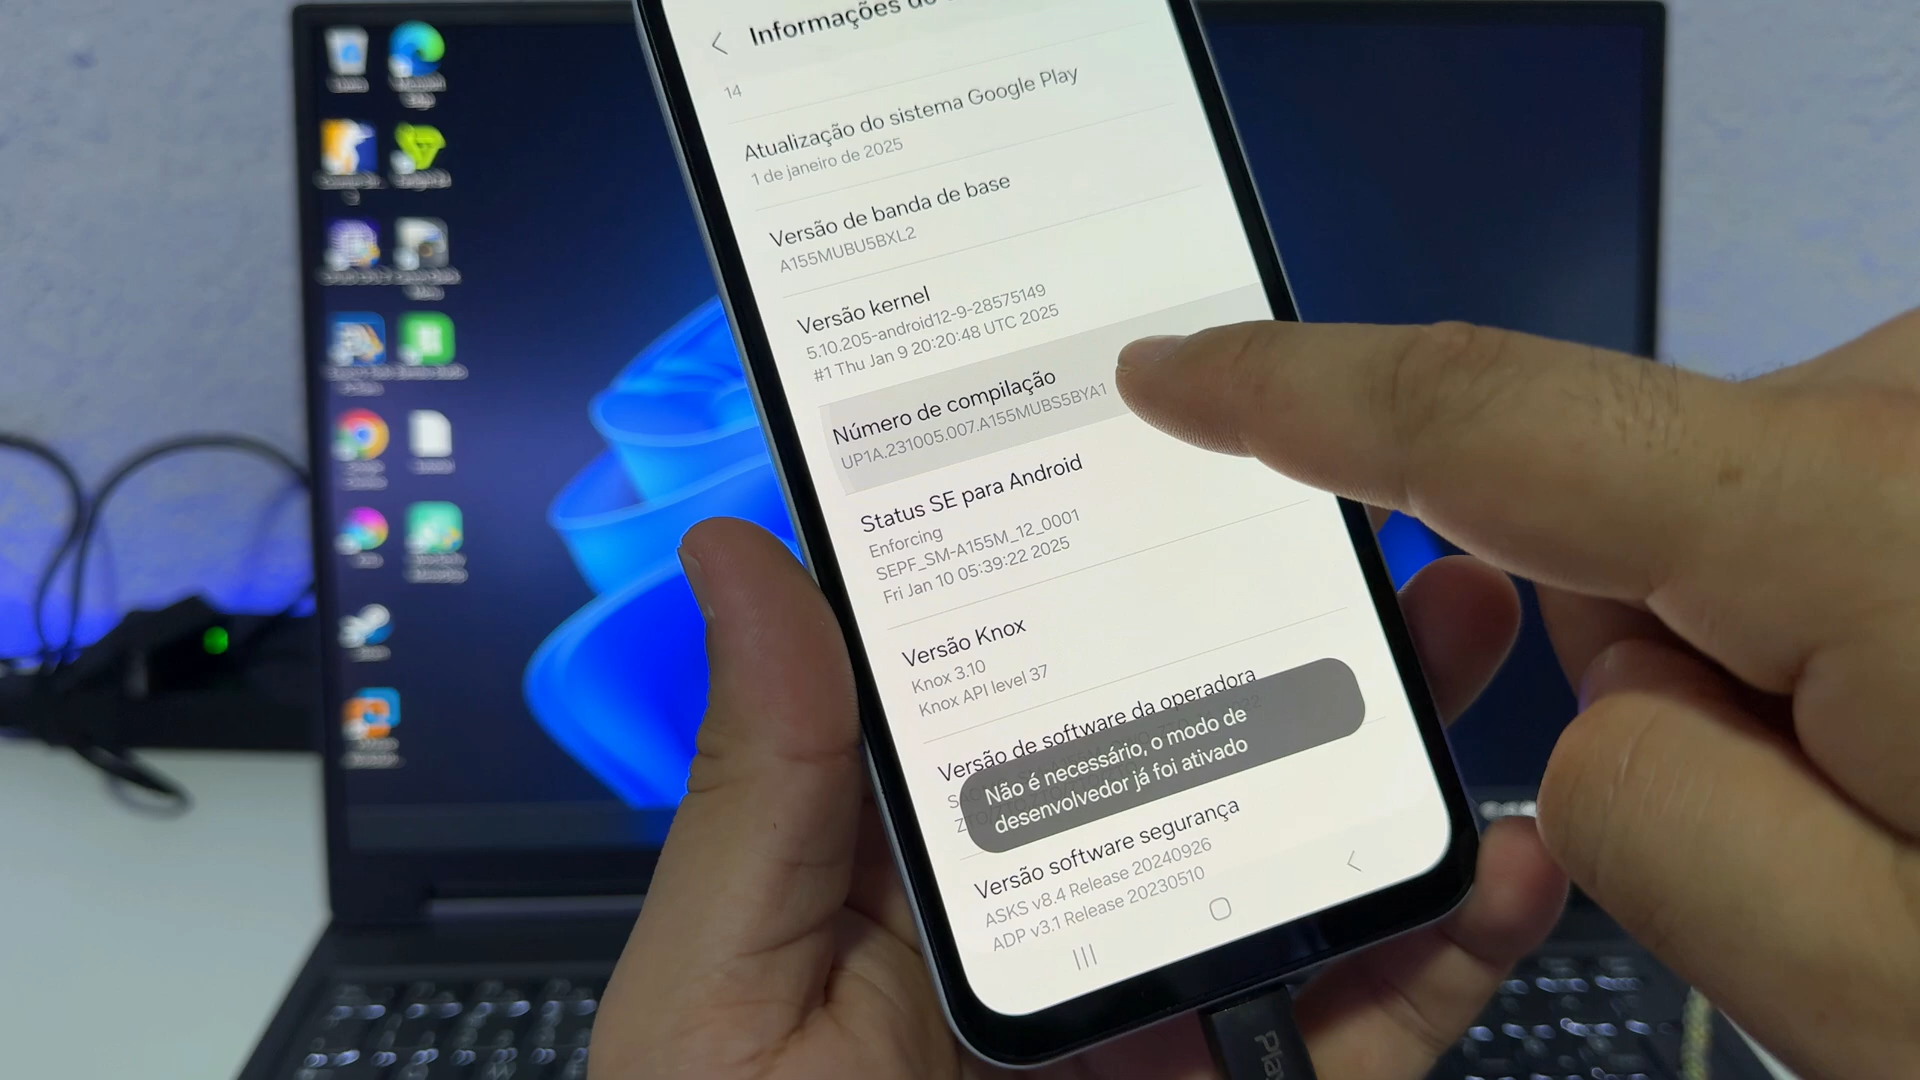 Informações do
14
Atualização do sistema Google Play
1 de janeiro de 2025
Versão de banda de base
A155MUBU5BXL2
Versão kernel
5.10.205-android12-9-28575149
#1 Thu Jan 9 20:20:48 UTC 2025
Número de compilação
UP1A.231005.007.A155MUBS5BYA1
Status SE para Android
Enforcing
SEPF_SM-A155M_12_0001
Fri Jan 10 05:39:22 2025
Versão Knox
Knox 3.10
Knox API level 37
Versão de software da operadora
Não é necessário, o modo de
desenvolvedor já foi ativado
Versão software segurança
ASKS v8.4 Release 20240926
ADP v3.1 Release 20230510